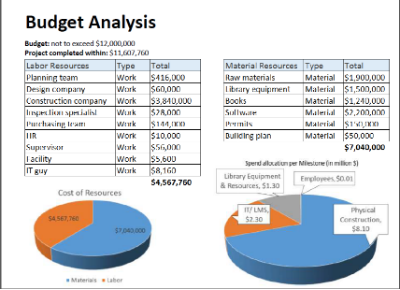 Budget Analysis
Budget: not to exceed $12,000,000
Project completed within: $11,607,760
Labor Resources Type Total
Planning team Work $416,000
Design company Work $60,000
Construction company Work $3,840,000
Inspection specialist Work $28,000
Purchasing team Work $144,000
HR Work $10,000
Supervisor Work $56,000
Facility Work $5,600
IT guy Work $8,160
$4,567,760
Material Resources Type Total
Raw materials Material $1,900,000
Library equipment Material $1,500,000
Books Material $1,240,000
Software Material $2,200,000
Permits Material $150,000
Building plan Material $50,000
$7,040,000
Cost of Resources
$4,567,760
$7,040,000
Materials Labor
Spend allocation per Milestone (in million $)
Library Equipment
& Resources, $1.30
Employees, $0.01
IT/ LMS,
$2.30
Physical
Construction,
$8.10